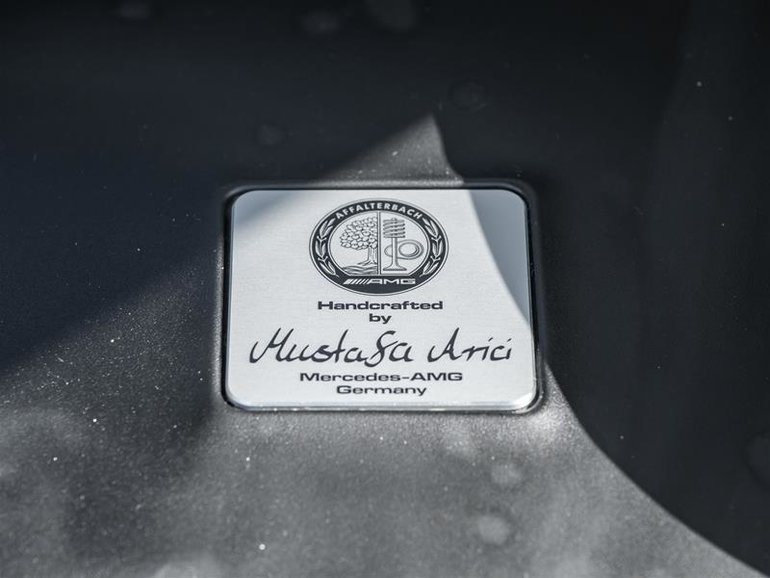 AFFALTERBACH
AMG
Handcrafted
by
Mustafa Arici
Mercedes-AMG
Germany